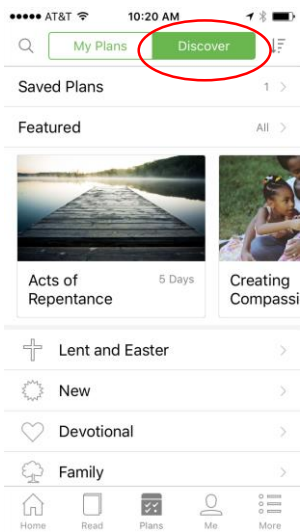 AT&T 10:20 AM
My Plans Discover
Saved Plans 1
Featured All
Acts of Repentance 5 Days
Creating Compassi
Lent and Easter
New
Devotional
Family
Home Read Plans Me More